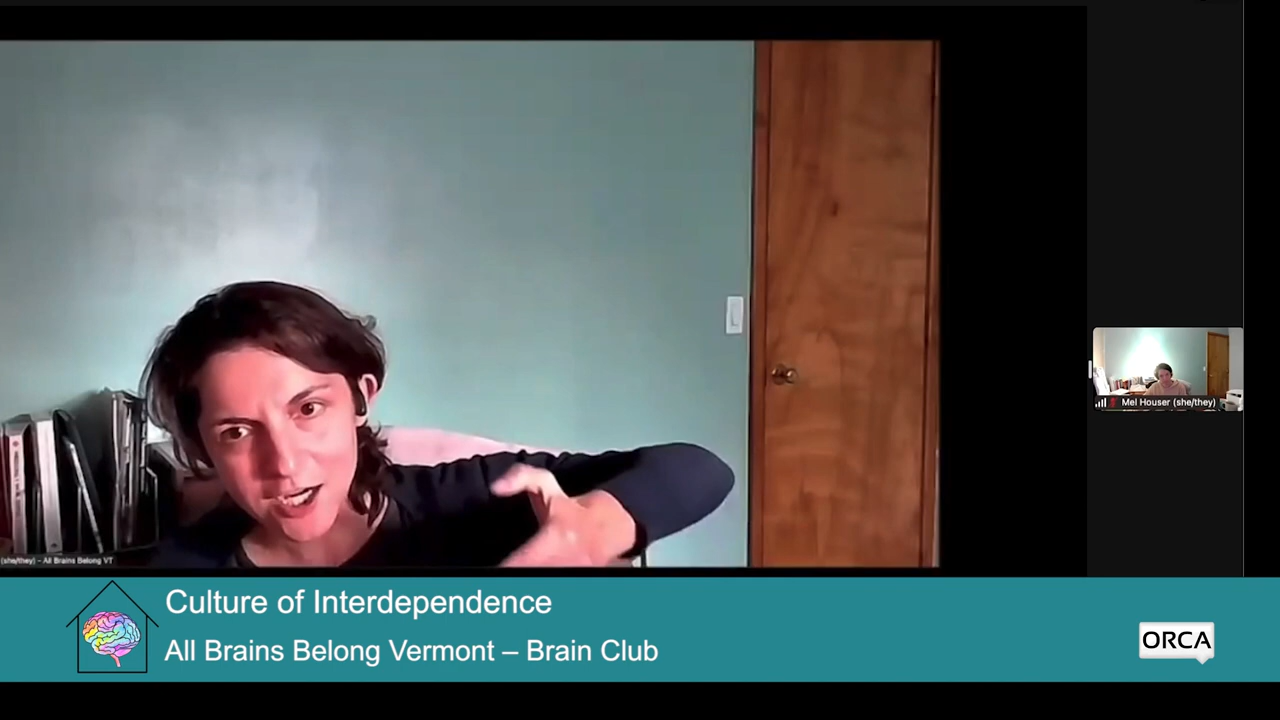 (she/they) – All Brains Belong VT
Mel Houser (she/they)
Culture of Interdependence
All Brains Belong Vermont – Brain Club
ORCA